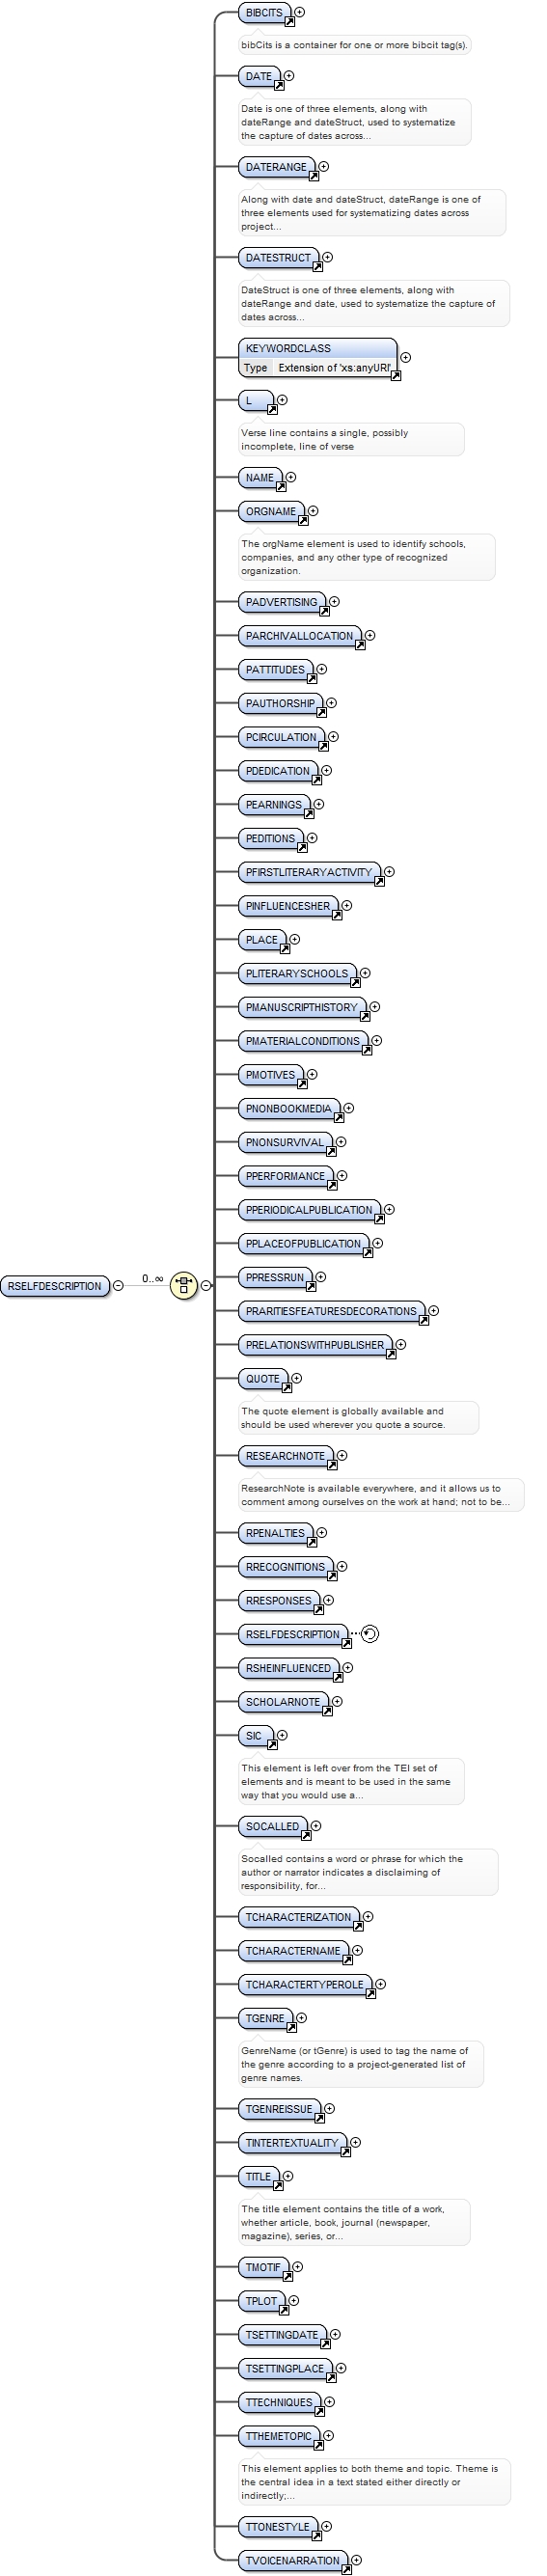 BIBCITS
bibCits is a container for one or more bibcit tag(s).
DATE
Date is one of three elements, along with
dateRange and dateStruct, used to systematize
the capture of dates across...
DATERANGE
Along with date and dateStruct, dateRange is one of
three elements used for systematizing dates across
project...
DATESTRUCT
DateStruct is one of three elements, along with
dateRange and date, used to systematize the capture of
dates across...
KEYWORDCLASS
Type Extension of 'xs:anyURI'
L
Verse line contains a single, possibly
incomplete, line of verse
NAME
ORGNAME
The orgName element is used to identify schools,
companies, and any other type of recognized
organization.
PADVERTISING
PARCHIVALLOCATION
PATTITUDES
PAUTHORSHIP
PCIRCULATION
PDEDICATION
PEARNINGS
PEDITIONS
PFIRSTLITERARYACTIVITY
PINFLUENCESHER
PLACE
PLITERARYSCHOOLS
PMANUSCRIPTHISTORY
PMATERIALCONDITIONS
PMOTIVES
PNONBOOKMEDIA
PNONSURVIVAL
PPERFORMANCE
PPERIODICALPUBLICATION
PPLACEOFPUBLICATION
PPRESSRUN
RSELFDESCRIPTION 0..∞
PRARITIESFEATURESDECORATIONS
PRELATIONSWITHPUBLISHER
QUOTE
The quote element is globally available and
should be used wherever you quote a source.
RESEARCHNOTE
ResearchNote is available everywhere, and it allows us to
comment among ourselves on the work at hand; not to be...
RPENALTIES
RRECOGNITIONS
RRESPONSES
RSELFDESCRIPTION
RSHEINFLUENCED
SCHOLARNOTE
SIC
This element is left over from the TEI set of
elements and is meant to be used in the same
way that you would use a...
SOCALLED
Socalled contains a word or phrase for which the
author or narrator indicates a disclaiming of
responsibility, for...
TCHARACTERIZATION
TCHARACTERNAME
TCHARACTERTYPEROLE
TGENRE
GenreName (or tGenre) is used to tag the name of
the genre according to a project-generated list of
genre names.
TGENREISSUE
TINTERTEXTUALITY
TITLE
The title element contains the title of a work,
whether article, book, journal (newspaper,
magazine), series, or...
TMOTIF
TPLOT
TSETTINGDATE
TSETTINGPLACE
TTECHNIQUES
TTHEMETOPIC
This element applies to both theme and topic. Theme is
the central idea in a text stated either directly or
indirectly;...
TTONESTYLE
TVOICENARRATION